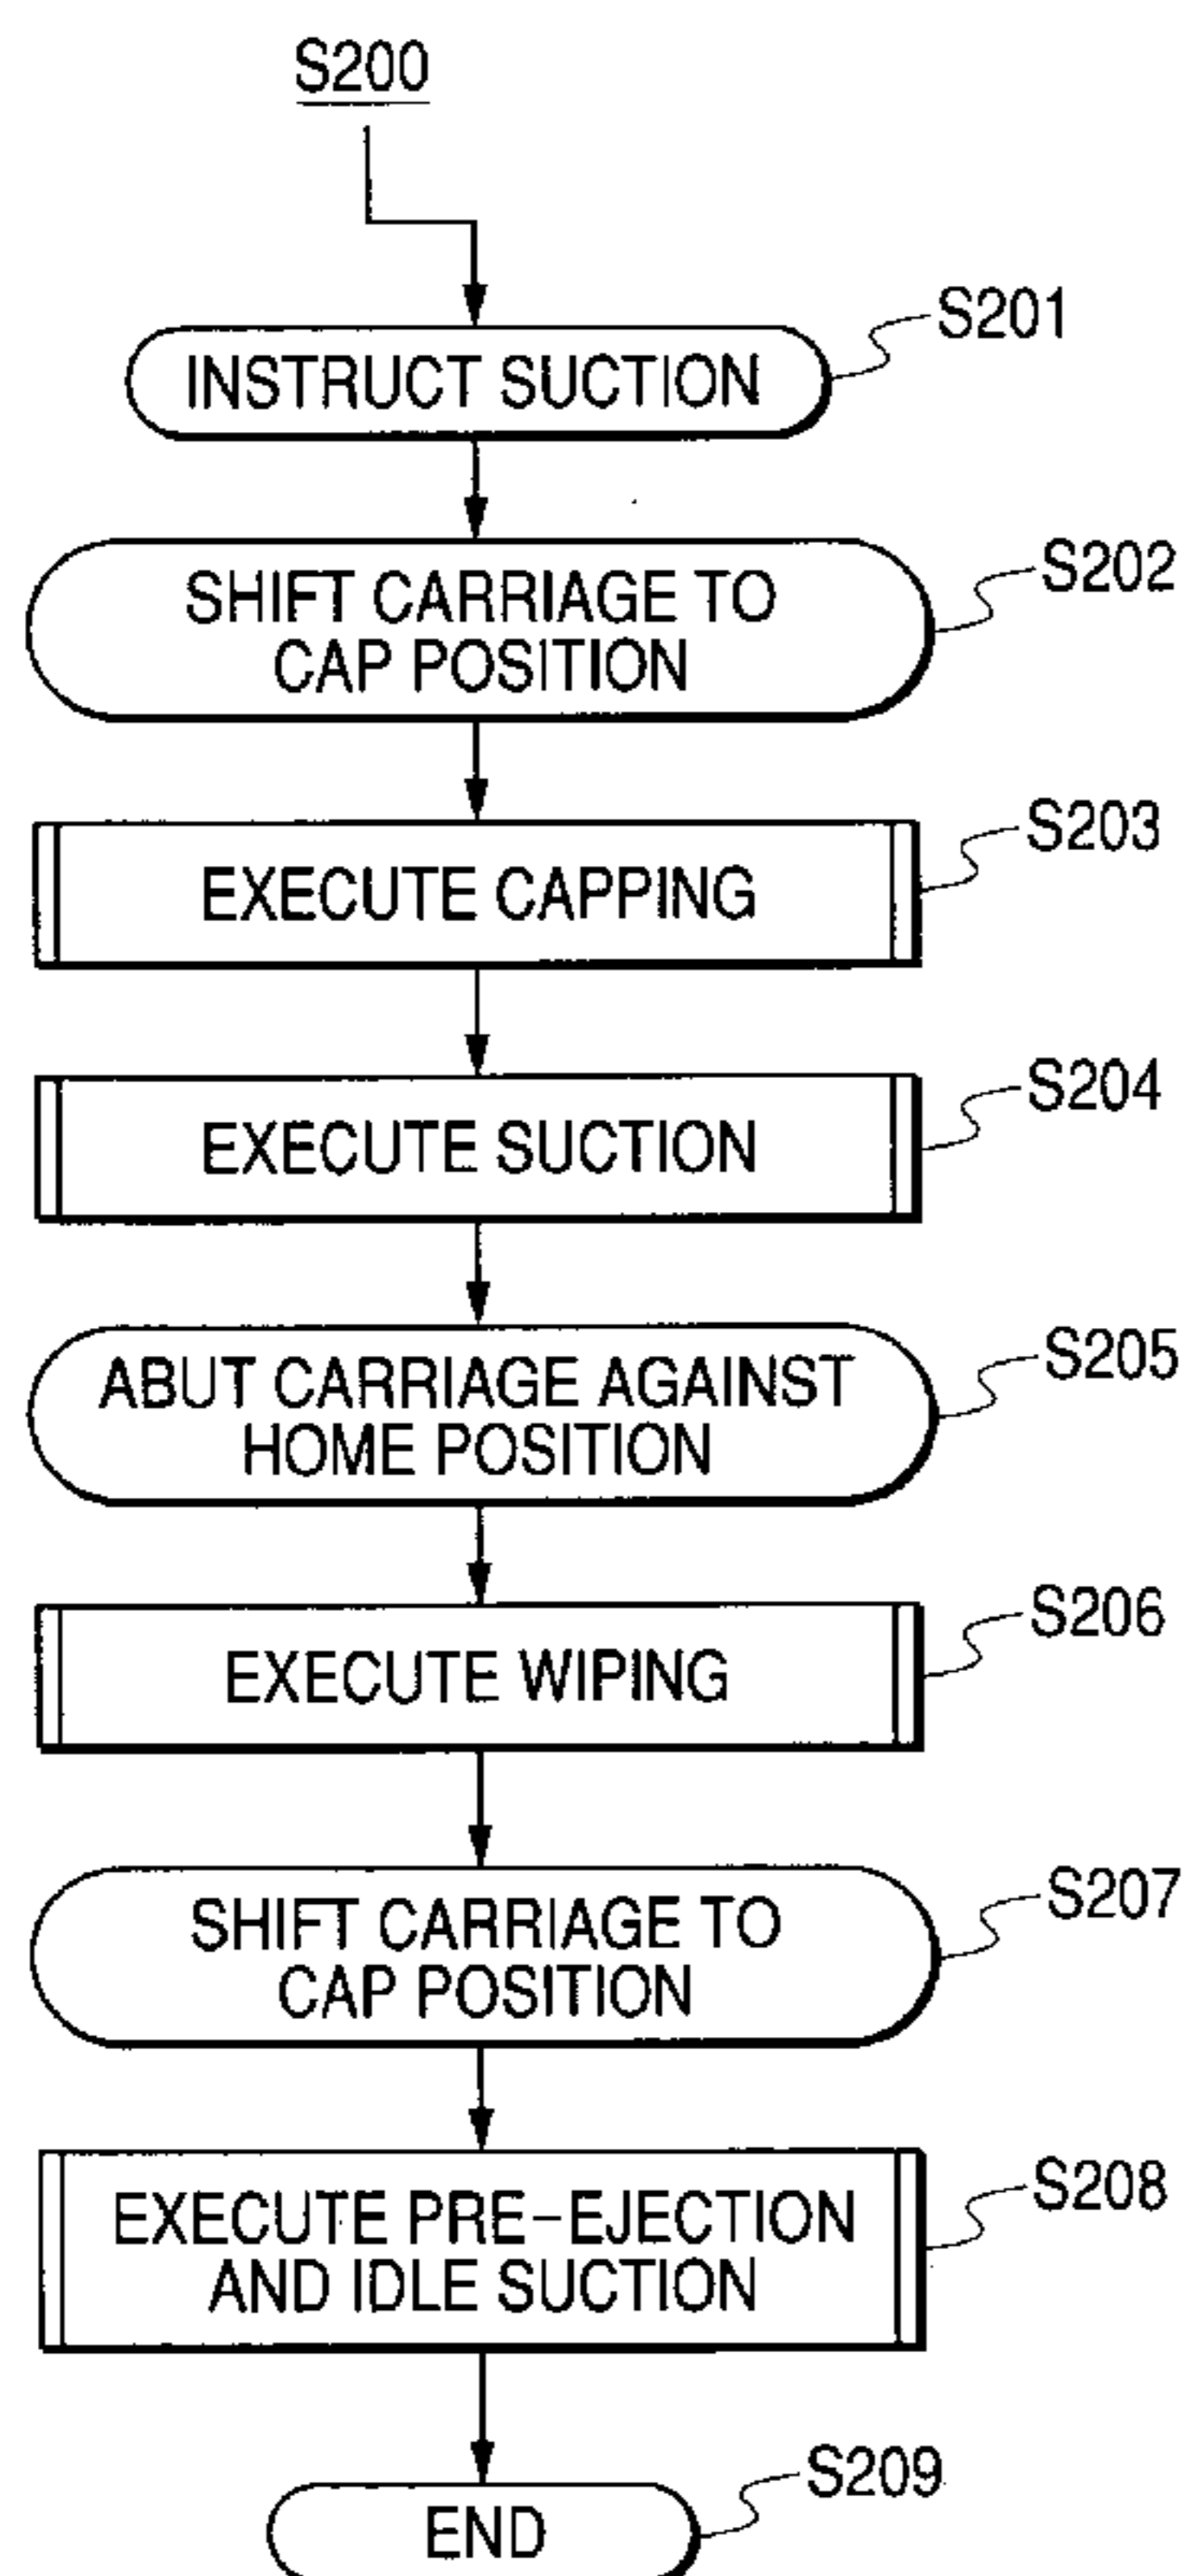 S200
INSTRUCT SUCTION
S201
SHIFT CARRIAGE TO
CAP POSITION
S202
EXECUTE CAPPING
S203
EXECUTE SUCTION
S204
ABUT CARRIAGE AGAINST
HOME POSITION
S205
EXECUTE WIPING
S206
SHIFT CARRIAGE TO
CAP POSITION
S207
EXECUTE PRE-EJECTION
AND IDLE SUCTION
S208
END
S209